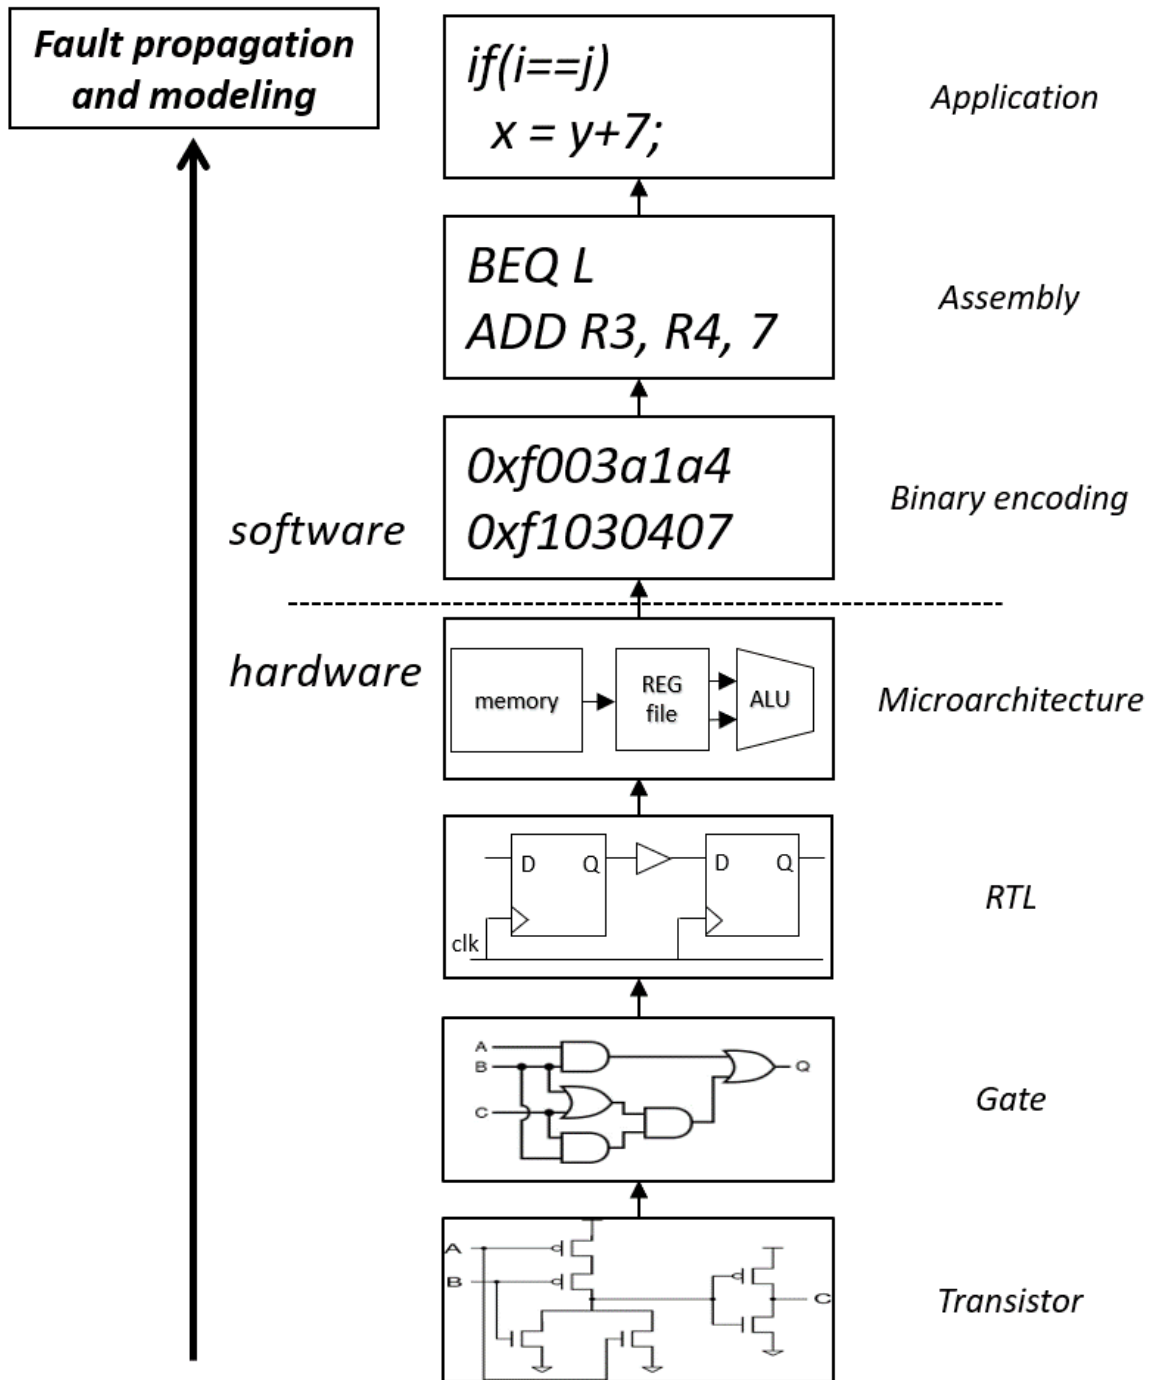 Fault propagation
and modeling
if(i==j)
x = y+7;
Application
BEQ L
ADD R3, R4, 7
Assembly
0xf003a1a4
0xf1030407
Binary encoding
software
hardware
memory
REG
file
ALU
Microarchitecture
D Q
D Q
clk
RTL
A
B
C
Q
Gate
A
B
C
Transistor